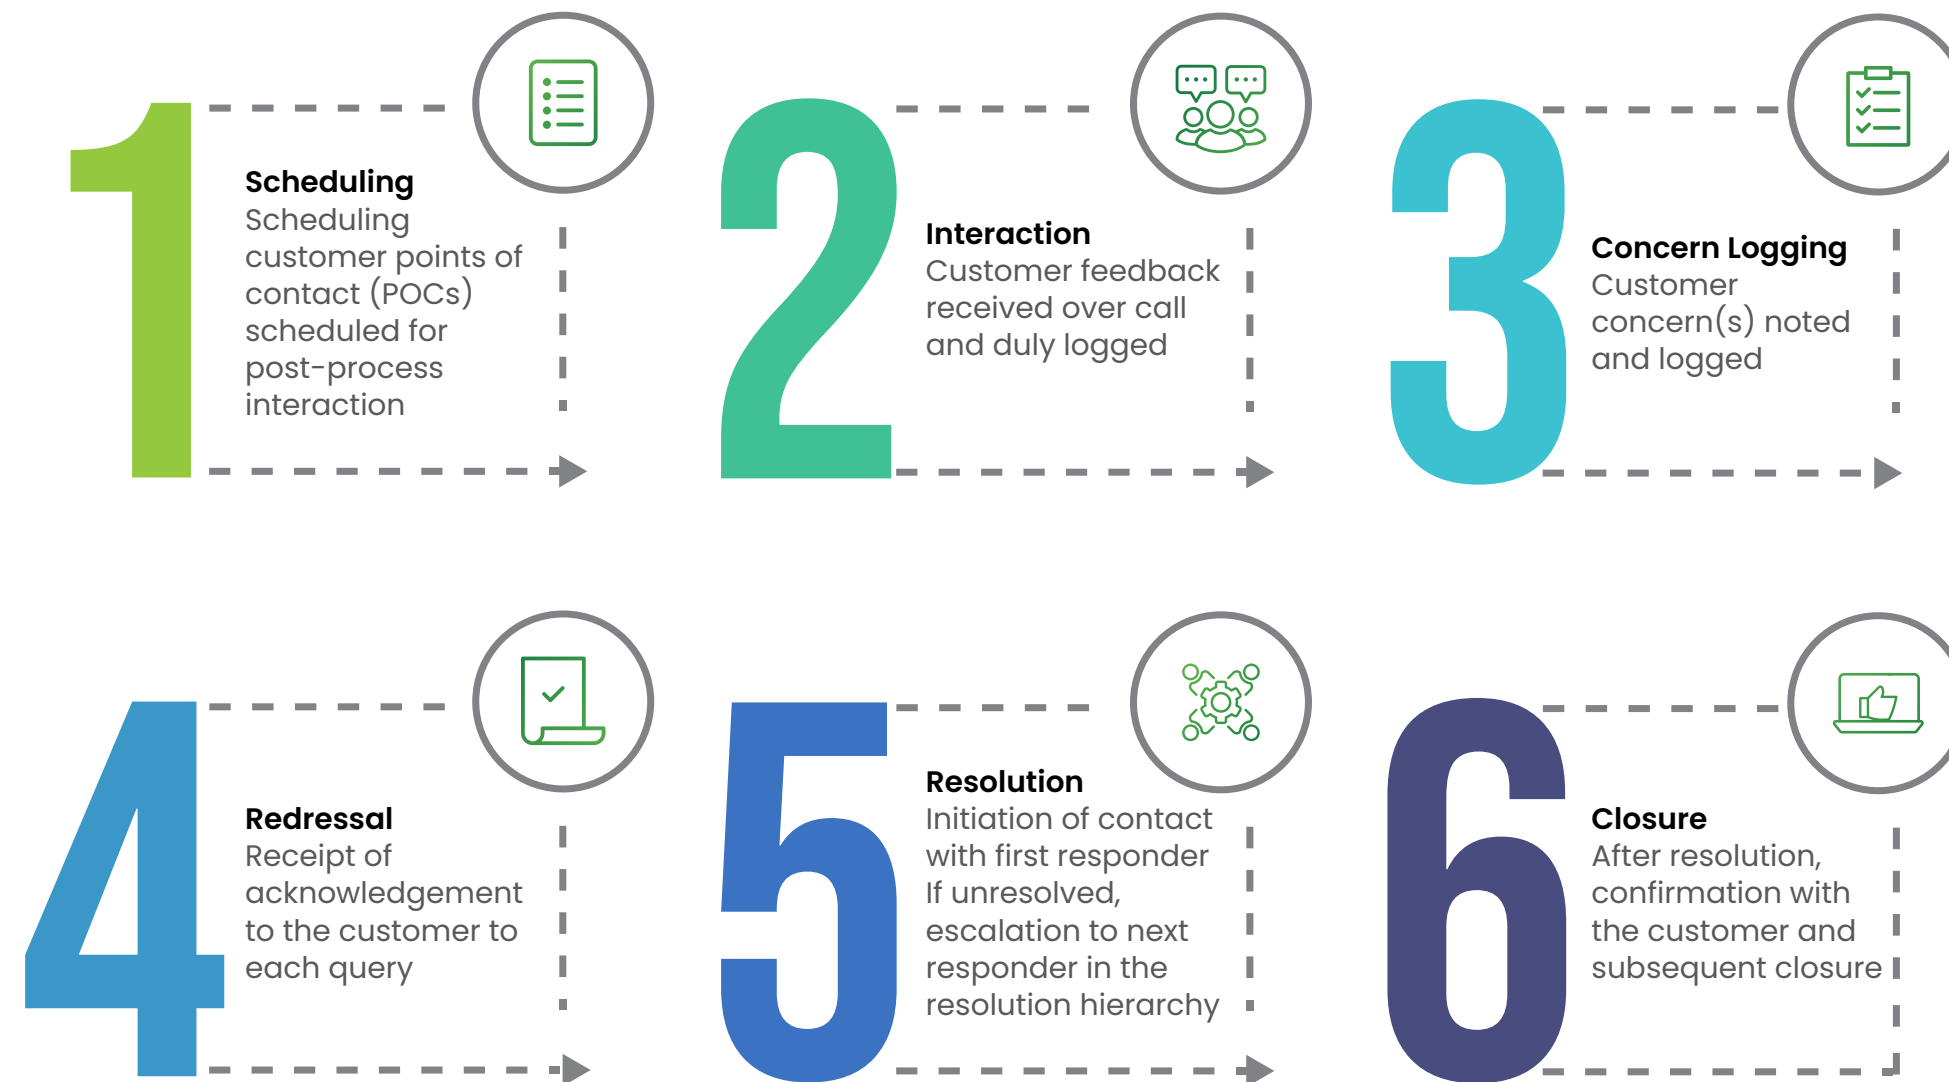 1
Scheduling
Scheduling
customer points of
contact (POCs)
scheduled for
post-process
interaction
2
Interaction
Customer feedback
received over call
and duly logged
3
Concern Logging
Customer
concern(s) noted
and logged
4
Redressal
Receipt of
acknowledgement
to the customer to
each query
5
Resolution
Initiation of contact
with first responder
If unresolved,
escalation to next
responder in the
resolution hierarchy
6
Closure
After resolution,
confirmation with
the customer and
subsequent closure